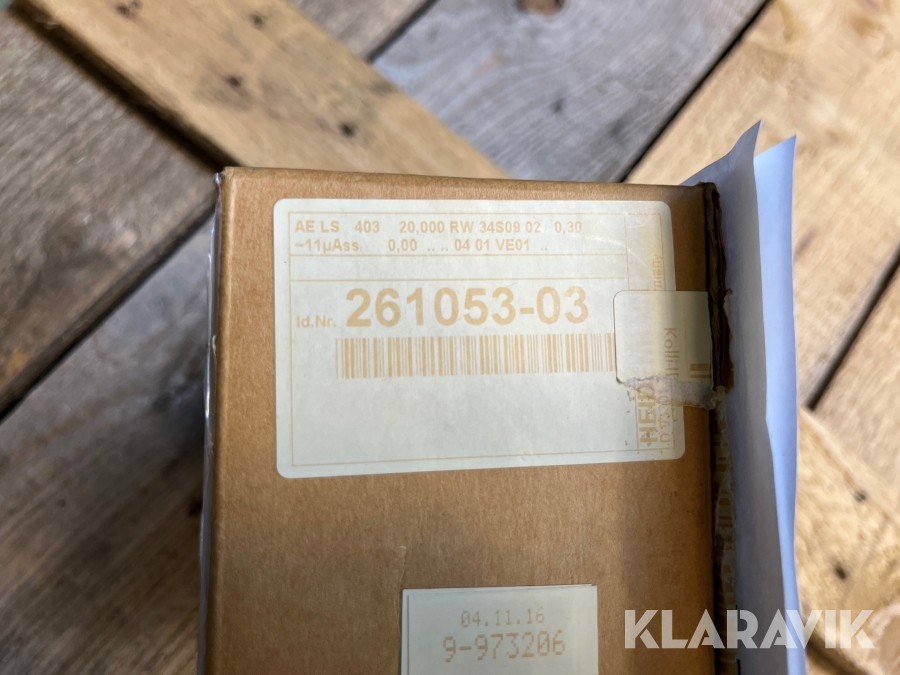 AE LS 403 20,000 RW 34S09 02 0,30
~11µAss 0,00 .. .. 04 01 VE01 ..
Id.Nr. 261053-03
04.11.16
9-973206
KLARAVIK